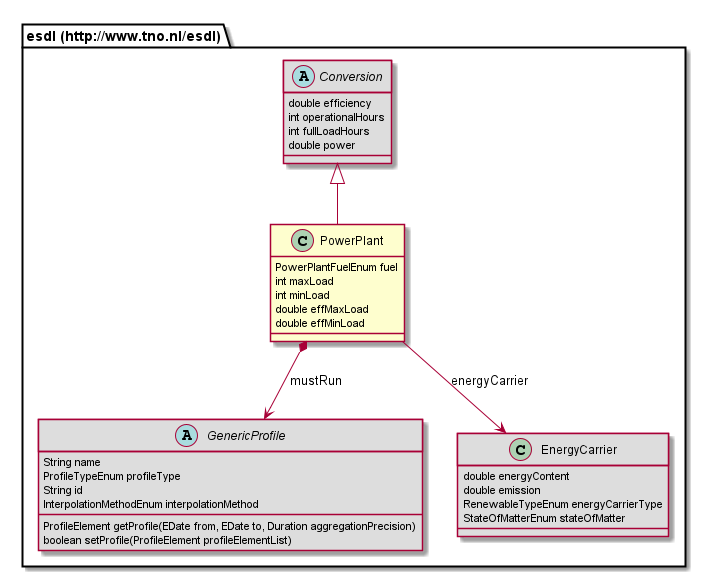 esdl (http://www.tno.nl/esdl)
A Conversion
double efficiency
int operationalHours
int fullLoadHours
double power
C PowerPlant
PowerPlantFuelEnum fuel
int maxLoad
int minLoad
double effMaxLoad
double effMinLoad
mustRun
energyCarrier
A GenericProfile
String name
ProfileTypeEnum profileType
String id
InterpolationMethodEnum interpolationMethod
ProfileElement getProfile(EDate from, EDate to, Duration aggregationPrecision)
boolean setProfile(ProfileElement profileElementList)
C EnergyCarrier
double energyContent
double emission
RenewableTypeEnum energyCarrierType
StateOfMatterEnum stateOfMatter